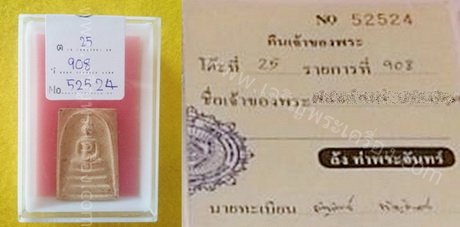 ต 25
ร 908
No. 52524
NO 52524
คืนเจ้าของพระ
โต๊ะที่ 25 รายการที่ 908
ชื่อเจ้าของพระ
อัง ท่าพระจันทร์
นายทะเบียน